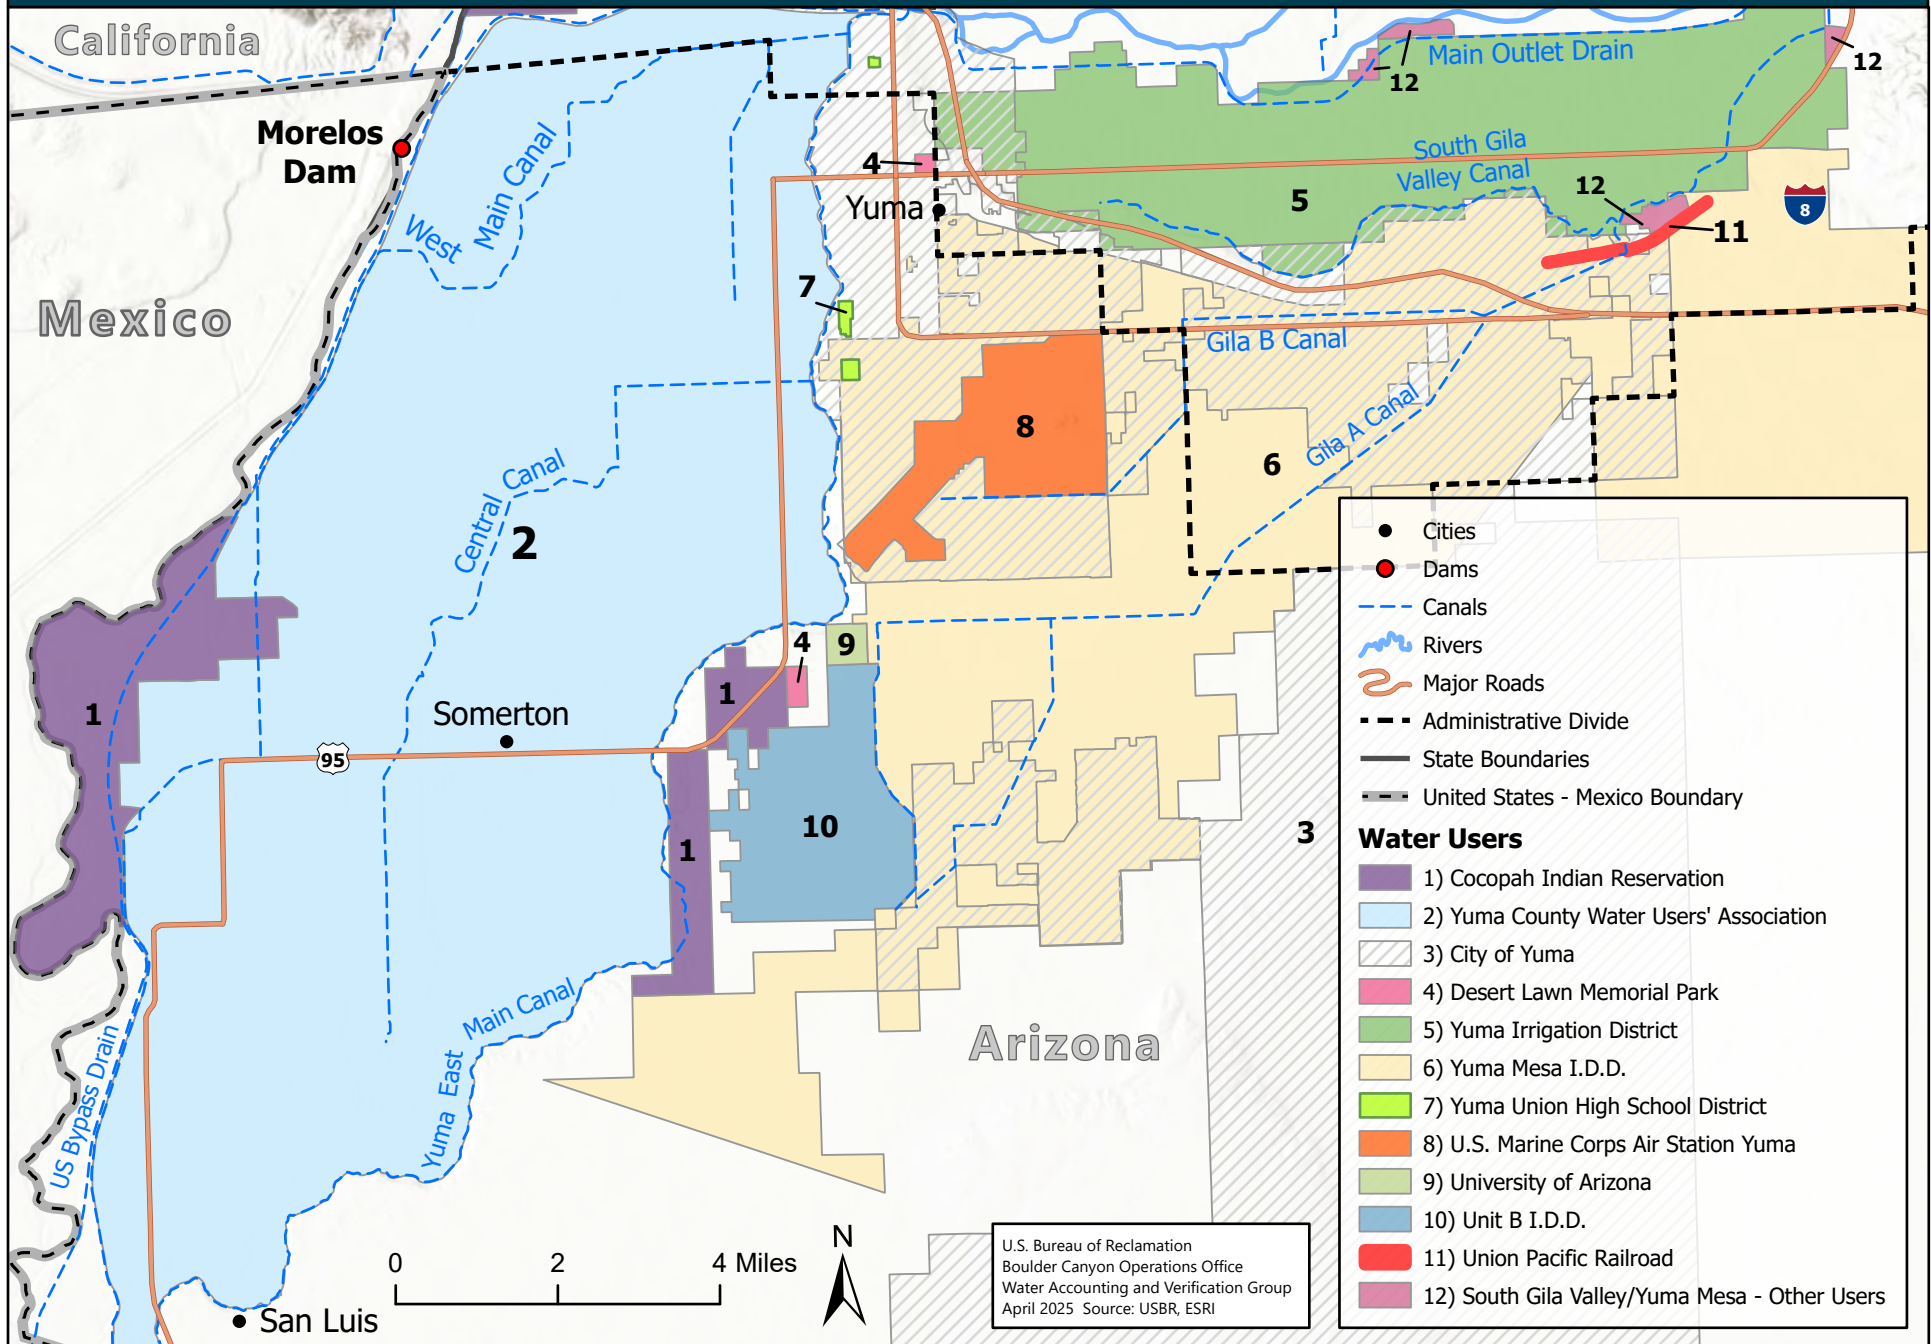 California
Main Outlet Drain
12
12
Morelos
Dam
West Main Canal
4
South Gila
Valley Canal
5
12
8
Yuma
11
Mexico
7
Gila B Canal
8
6
Gila A Canal
Central Canal
2
9
4
1
1
Somerton
95
10
1
3
Main Canal
Yuma East
US Bypass Drain
Arizona
San Luis
0
2
4 Miles
N
U.S. Bureau of Reclamation
Boulder Canyon Operations Office
Water Accounting and Verification Group
April 2025 Source: USBR, ESRI
Cities
Dams
Canals
Rivers
Major Roads
Administrative Divide
State Boundaries
United States - Mexico Boundary
Water Users
1) Cocopah Indian Reservation
2) Yuma County Water Users' Association
3) City of Yuma
4) Desert Lawn Memorial Park
5) Yuma Irrigation District
6) Yuma Mesa I.D.D.
7) Yuma Union High School District
8) U.S. Marine Corps Air Station Yuma
9) University of Arizona
10) Unit B I.D.D.
11) Union Pacific Railroad
12) South Gila Valley/Yuma Mesa - Other Users